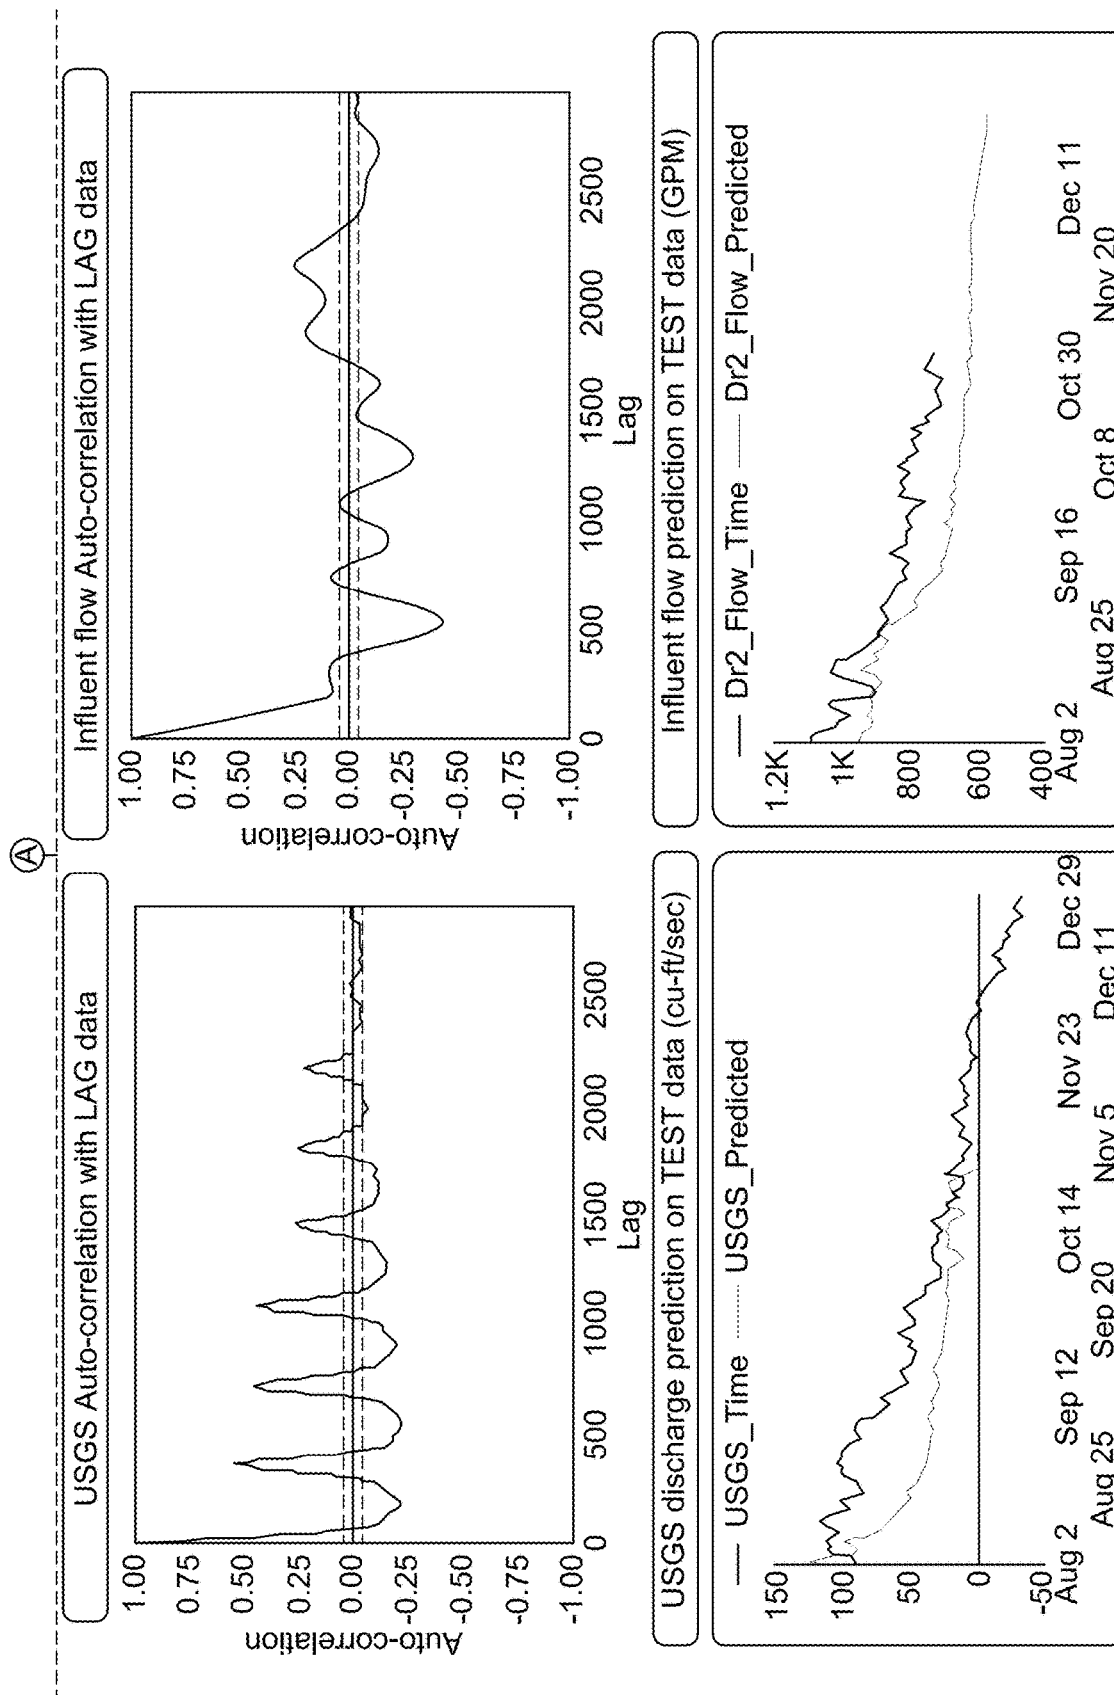 A
USGS Auto-correlation with LAG data
Auto-correlation
1.00
0.75
0.50
0.25
0.00
-0.25
-0.50
-0.75
-1.00
0 500 1000 1500 2000 2500
Lag
Influent flow Auto-correlation with LAG data
Auto-correlation
1.00
0.75
0.50
0.25
0.00
-0.25
-0.50
-0.75
-1.00
0 500 1000 1500 2000 2500
Lag
USGS discharge prediction on TEST data (cu-ft/sec)
USGS_Time USGS_Predicted
150
100
50
0
-50
Aug 2 Sep 12 Oct 14 Nov 23 Dec 29
Aug 25 Sep 20 Nov 5 Dec 11
Influent flow prediction on TEST data (GPM)
Dr2_Flow_Time Dr2_Flow_Predicted
1.2K
1K
800
600
400
Aug 2 Sep 16 Oct 30 Dec 11
Aug 25 Oct 8 Nov 20